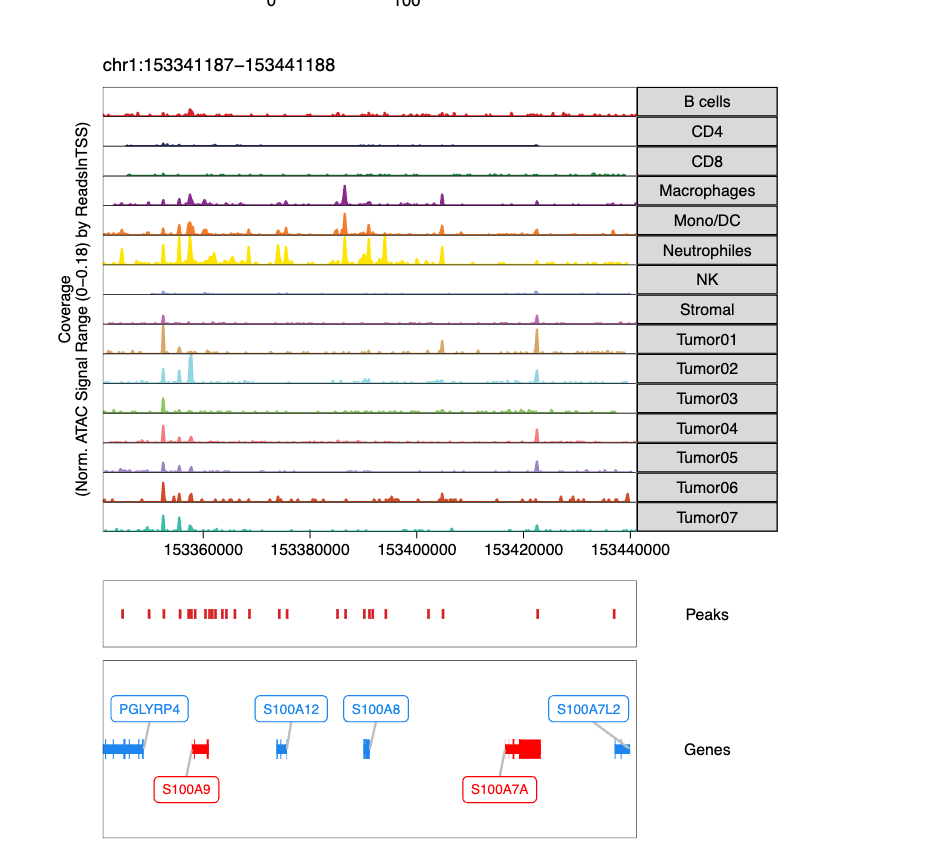 0 100
chr1:153341187−153441188
Coverage
(Norm. ATAC Signal Range (0−0.18) by ReadsInTSS)
B cells
CD4
CD8
Macrophages
Mono/DC
Neutrophiles
NK
Stromal
Tumor01
Tumor02
Tumor03
Tumor04
Tumor05
Tumor06
Tumor07
153360000 153380000 153400000 153420000 153440000
Peaks
PGLYRP4 S100A12 S100A8 S100A7L2
Genes
S100A9 S100A7A